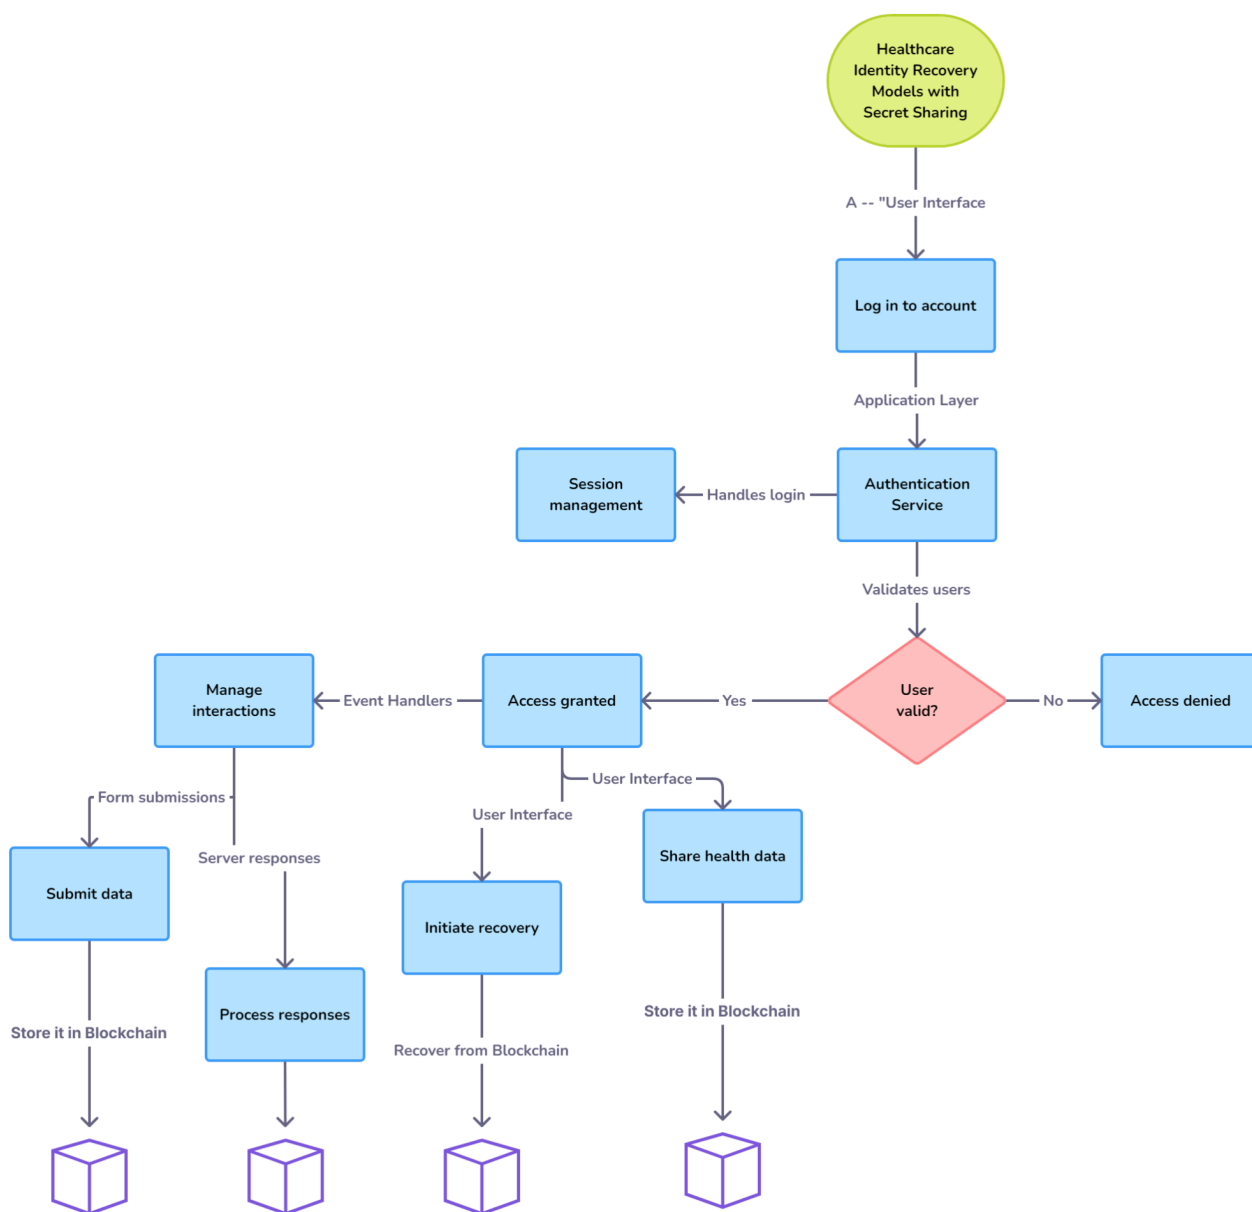 Healthcare
Identity Recovery
Models with
Secret Sharing
A -- "User Interface
Log in to account
Application Layer
Session
management
Handles login
Authentication
Service
Validates users
Manage
interactions
Event Handlers
Access granted
Yes
User
valid?
No
Access denied
Form submissions
User Interface
User Interface
Server responses
Share health data
Submit data
Initiate recovery
Process responses
Store it in Blockchain
Store it in Blockchain
Recover from Blockchain